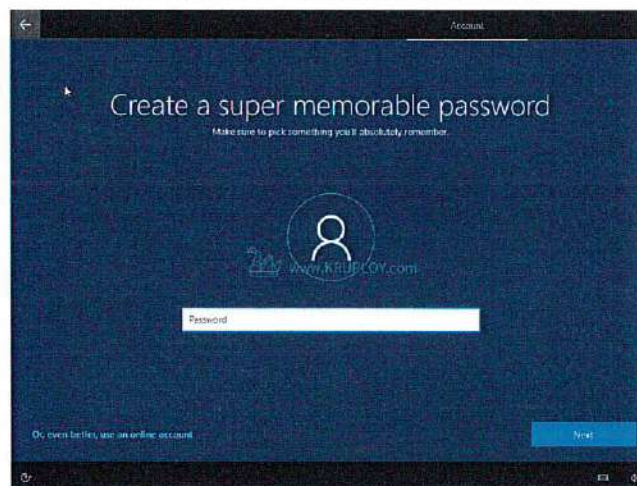 Account
Create a super memorable password
Make sure to pick something you'll absolutely remember.
www.KRUPLOY.com
Password
Or, even better, use an online account
Next